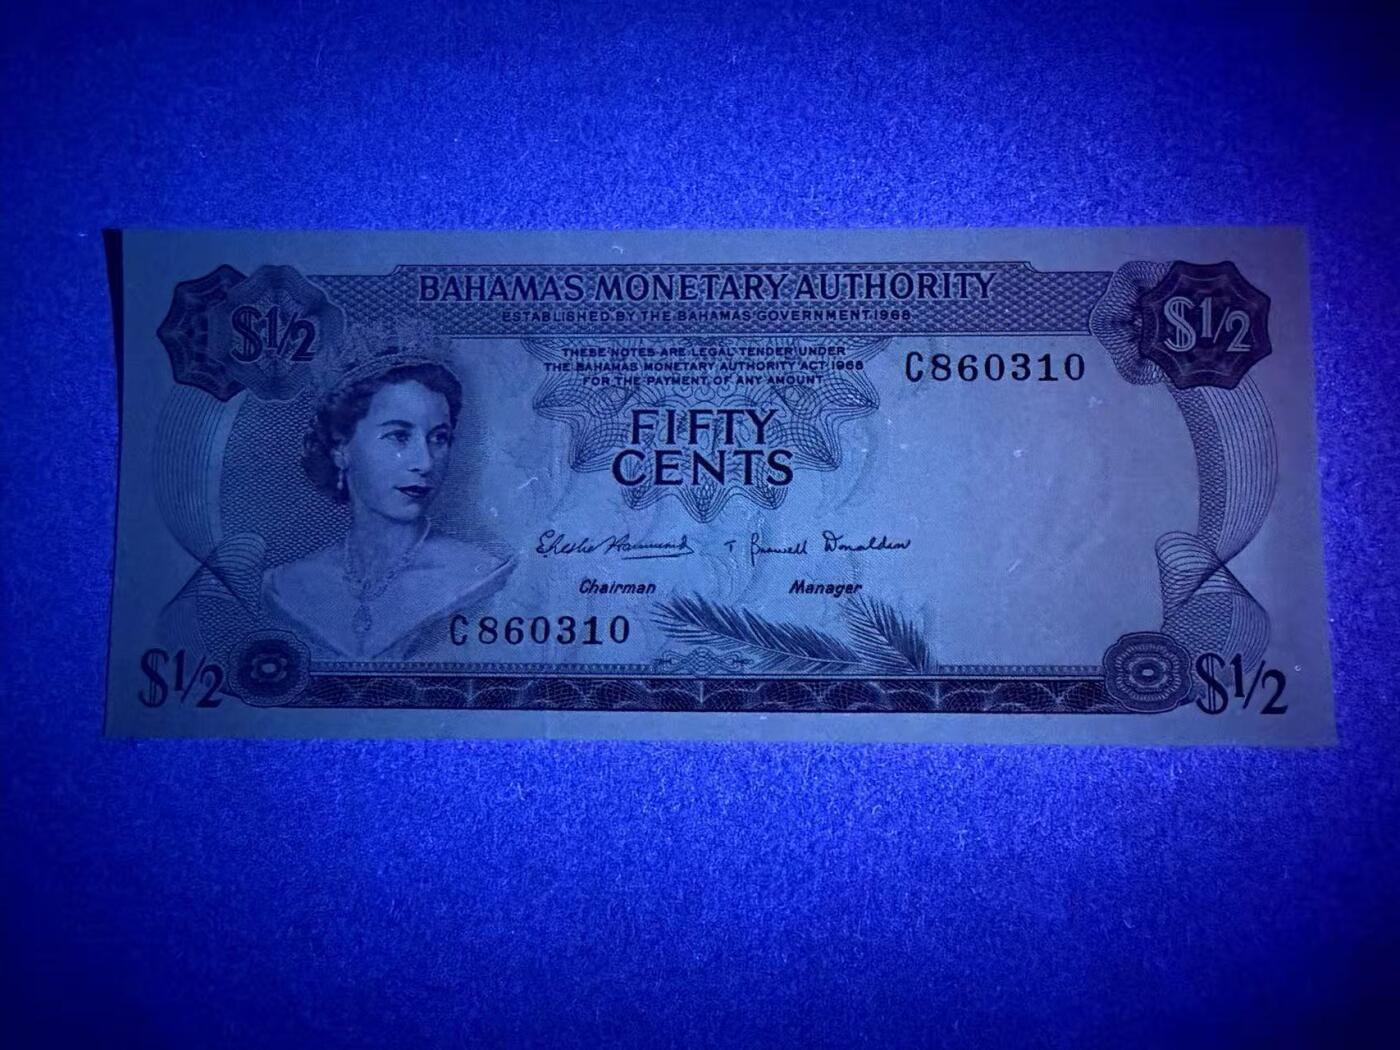 BAHAMAS MONETARY AUTHORITY
ESTABLISHED BY THE BAHAMAS GOVERNMENT 1968
$1/2
$1/2
THESE NOTES ARE LEGAL TENDER UNDER
THE BAHAMAS MONETARY AUTHORITY ACT 1968
FOR THE PAYMENT OF ANY AMOUNT
C860310
FIFTY
CENTS
T Donaldson
Chairman
Manager
C860310
$1/2
$1/2